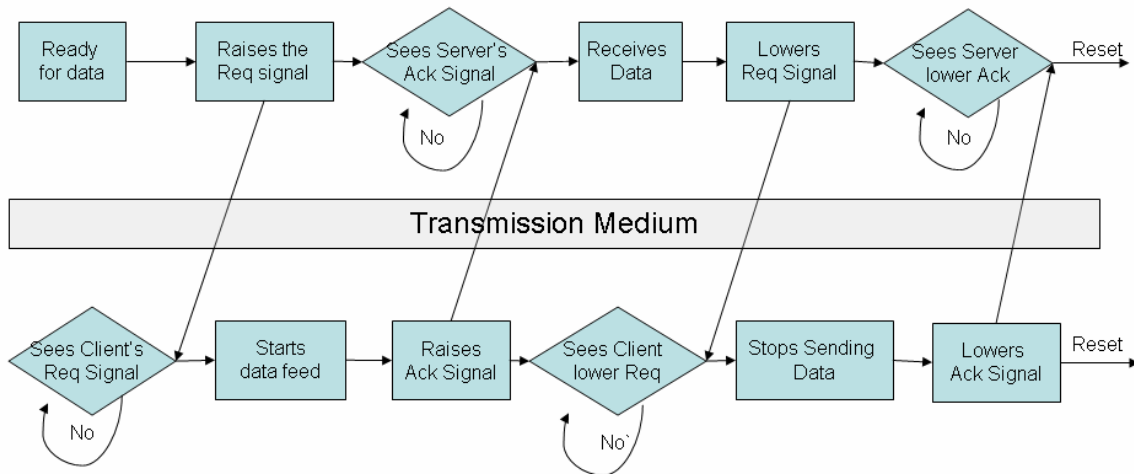 Ready
for data
Raises the
Req signal
Sees Server's
Ack Signal
No
Receives
Data
Lowers
Req Signal
Sees Server
lower Ack
No
Reset
Transmission Medium
Sees Client's
Req Signal
No
Starts
data feed
Raises
Ack Signal
Sees Client
lower Req
No`
Stops Sending
Data
Lowers
Ack Signal
Reset